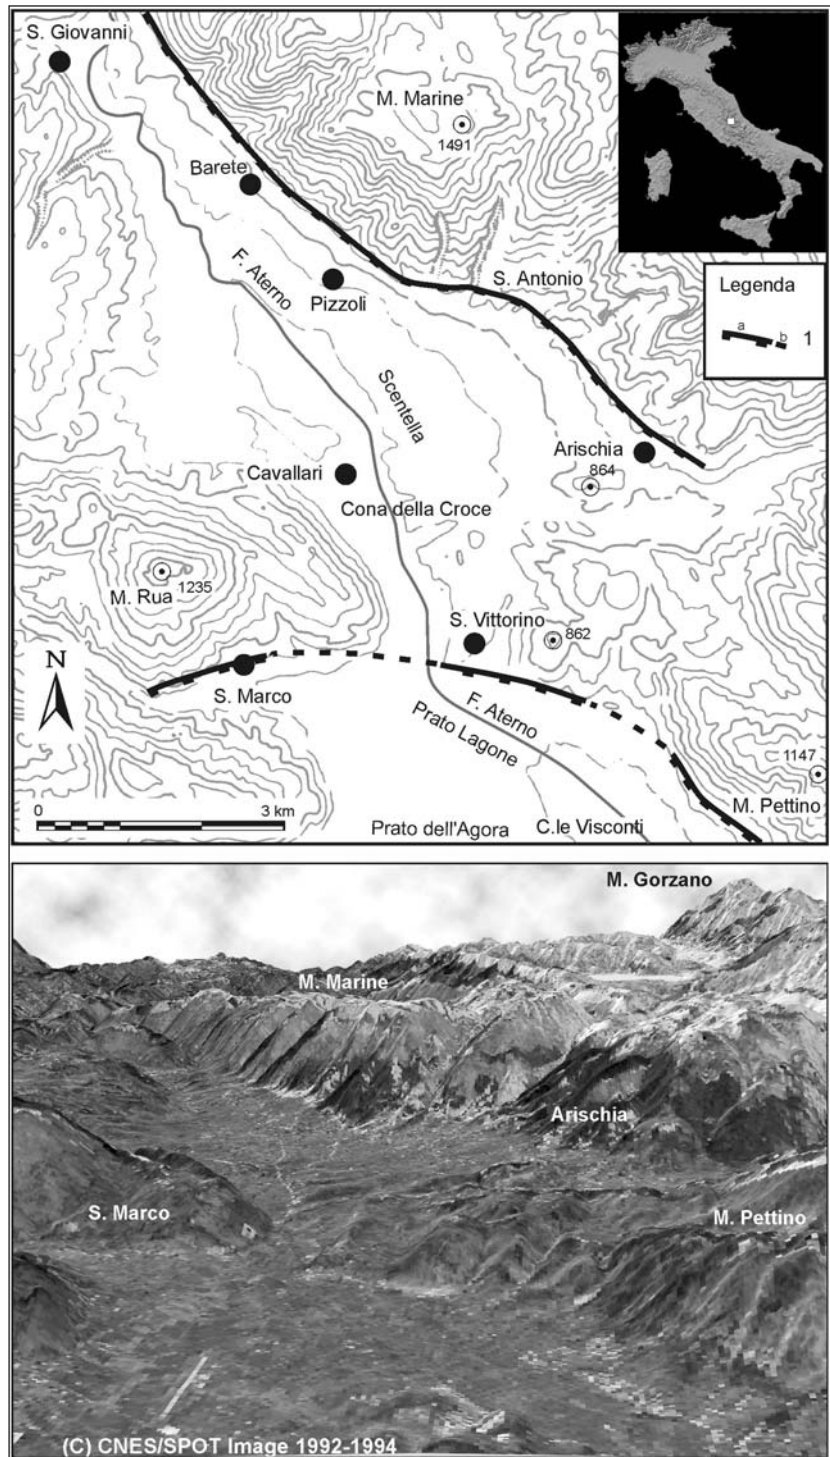 S. Giovanni
M. Marine
1491
Barete
F. Aterno
Pizzoli
S. Antonio
Legenda
a
b
1
Scentella
Arischia
864
Cavallari
Cona della Croce
M. Rua
1235
S. Vittorino
862
N
S. Marco
F. Aterno
Prato Lagone
1147
M. Pettino
0
3 km
Prato dell'Agora
C.le Visconti
M. Gorzano
M. Marine
Arischia
S. Marco
M. Pettino
(C) CNES/SPOT Image 1992-1994